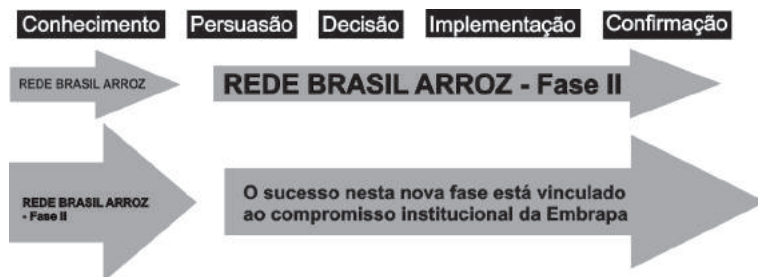 Conhecimento Persuasão Decisão Implementação Confirmação
REDE BRASIL ARROZ
REDE BRASIL ARROZ - Fase II
REDE BRASIL ARROZ
- Fase II
O sucesso nesta nova fase está vinculado
ao compromisso institucional da Embrapa